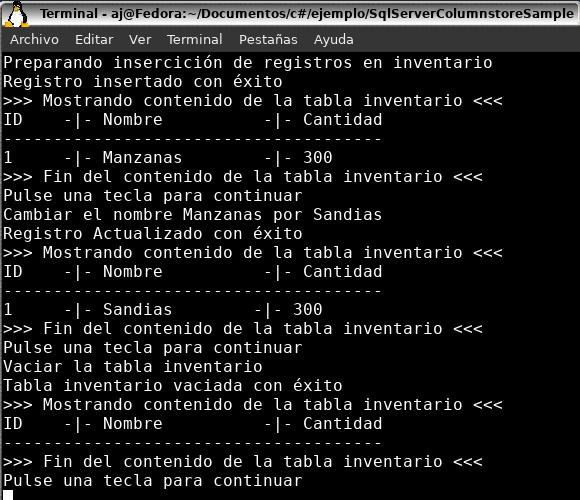 Terminal - aj@Fedora:~/Documentos/c#/ejemplo/SqlServerColumnstoreSample
Archivo Editar Ver Terminal Pestañas Ayuda
Preparando insercición de registros en inventario
Registro insertado con éxito
>>> Mostrando contenido de la tabla inventario <<<
ID    -|- Nombre          -|- Cantidad
--------------------------------------
1     -|- Manzanas        -|- 300
>>> Fin del contenido de la tabla inventario <<<
Pulse una tecla para continuar
Cambiar el nombre Manzanas por Sandias
Registro Actualizado con éxito
>>> Mostrando contenido de la tabla inventario <<<
ID    -|- Nombre          -|- Cantidad
--------------------------------------
1     -|- Sandias        -|- 300
>>> Fin del contenido de la tabla inventario <<<
Pulse una tecla para continuar
Vaciar la tabla inventario
Tabla inventario vaciada con éxito
>>> Mostrando contenido de la tabla inventario <<<
ID    -|- Nombre          -|- Cantidad
--------------------------------------
>>> Fin del contenido de la tabla inventario <<<
Pulse una tecla para continuar